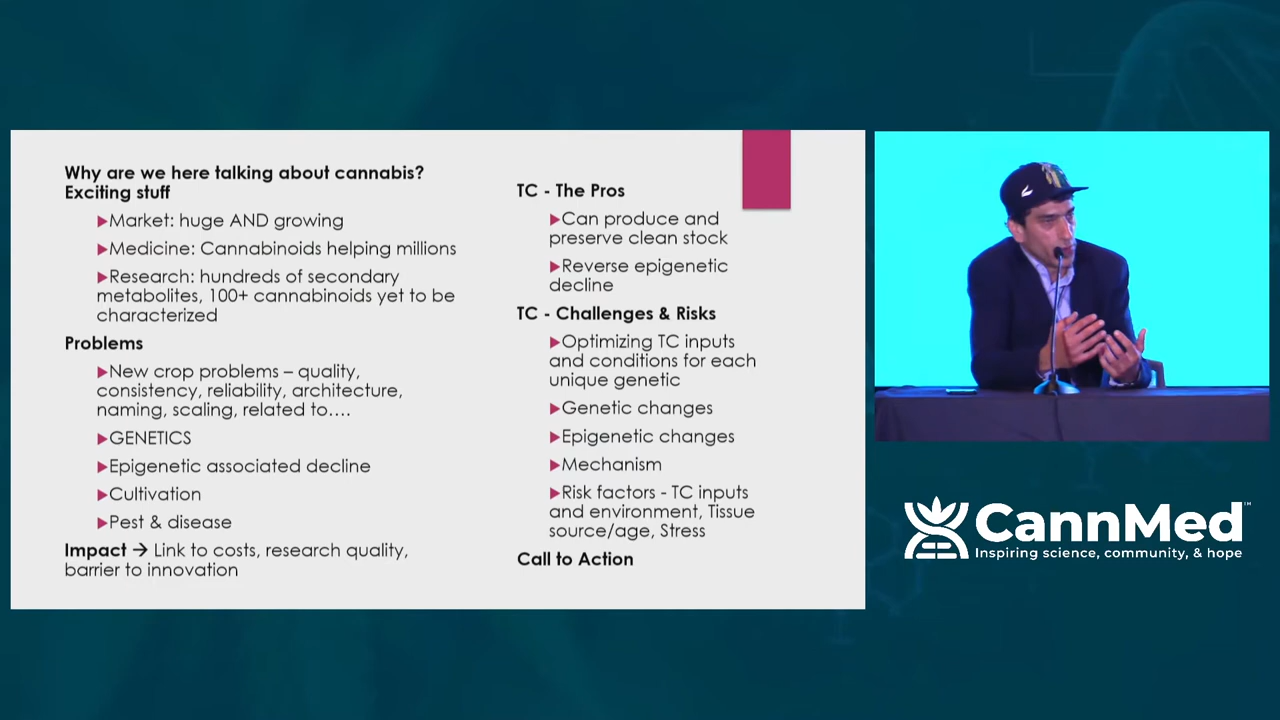 Why are we here talking about cannabis?
Exciting stuff
▶Market: huge AND growing
▶Medicine: Cannabinoids helping millions
▶Research: hundreds of secondary
metabolites, 100+ cannabinoids yet to be
characterized
Problems
▶New crop problems – quality,
consistency, reliability, architecture,
naming, scaling, related to….
▶GENETICS
▶Epigenetic associated decline
▶Cultivation
▶Pest & disease
Impact → Link to costs, research quality,
barrier to innovation
TC - The Pros
▶Can produce and
preserve clean stock
▶Reverse epigenetic
decline
TC - Challenges & Risks
▶Optimizing TC inputs
and conditions for each
unique genetic
▶Genetic changes
▶Epigenetic changes
▶Mechanism
▶Risk factors - TC inputs
and environment, Tissue
source/age, Stress
Call to Action
CannMed™
Inspiring science, community, & hope